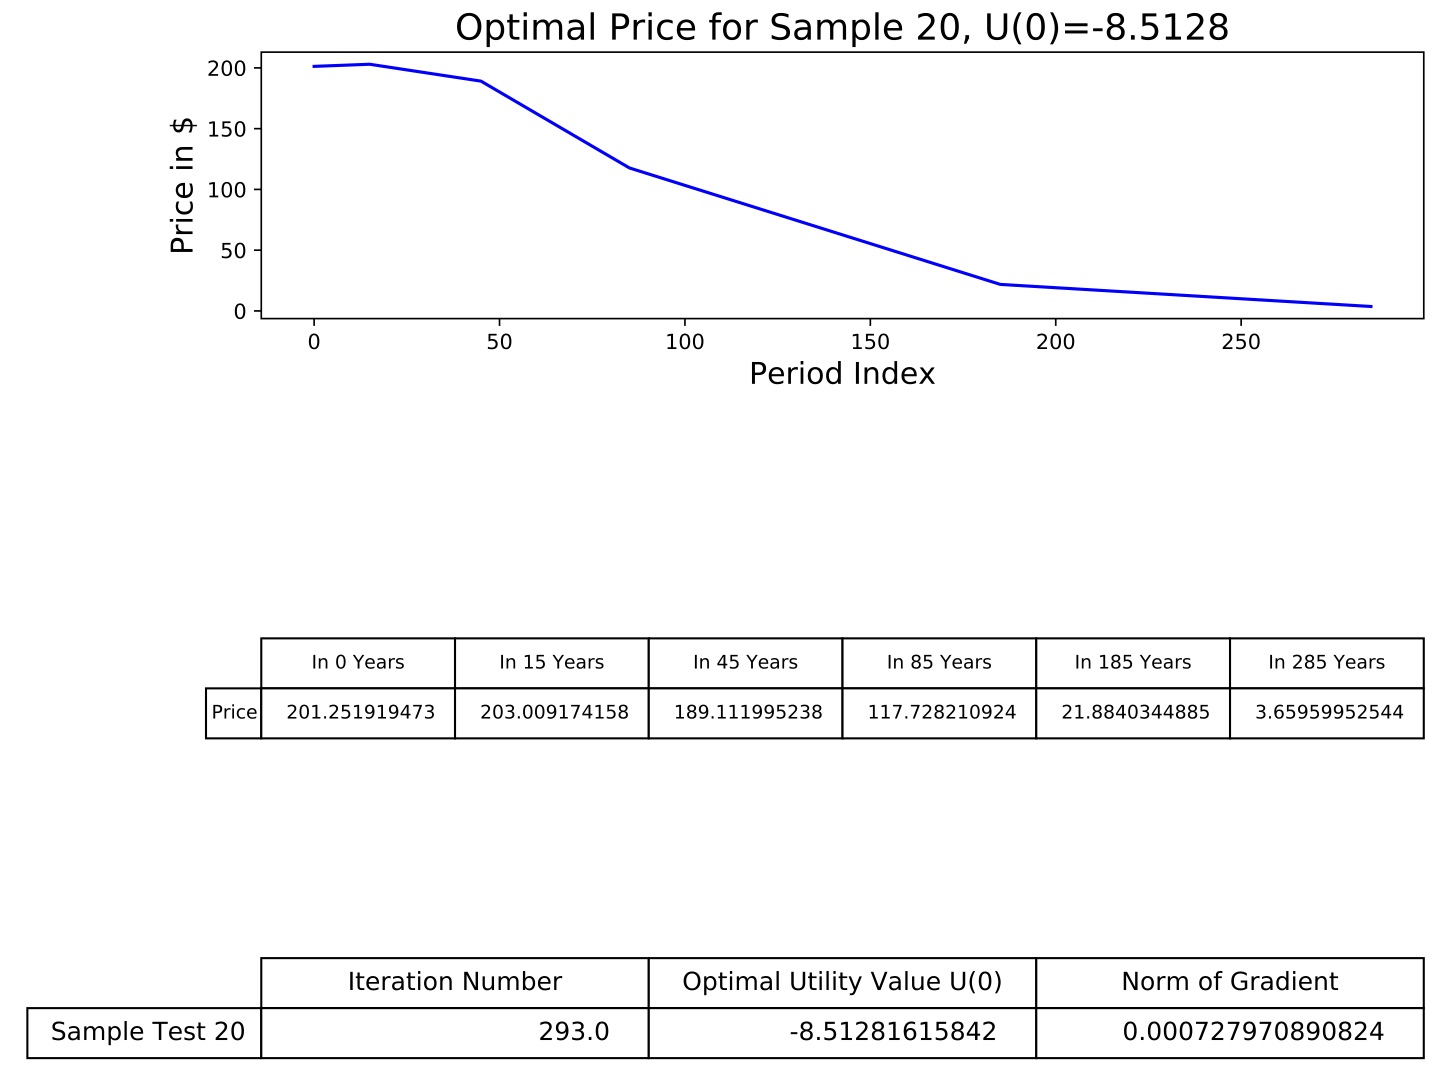 Optimal Price for Sample 20, U(0)=-8.5128
200
150
100
50
0
Price in $
0 50 100 150 200 250
Period Index
In 0 Years In 15 Years In 45 Years In 85 Years In 185 Years In 285 Years
Price 201.251919473 203.009174158 189.111995238 117.728210924 21.8840344885 3.65959952544
Iteration Number Optimal Utility Value U(0) Norm of Gradient
Sample Test 20 293.0 -8.51281615842 0.000727970890824